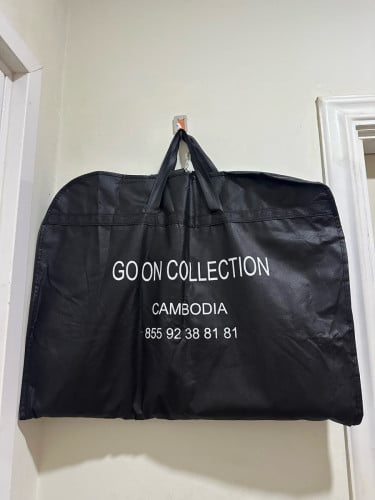 GO ON COLLECTION
CAMBODIA
855 92 38 81 81